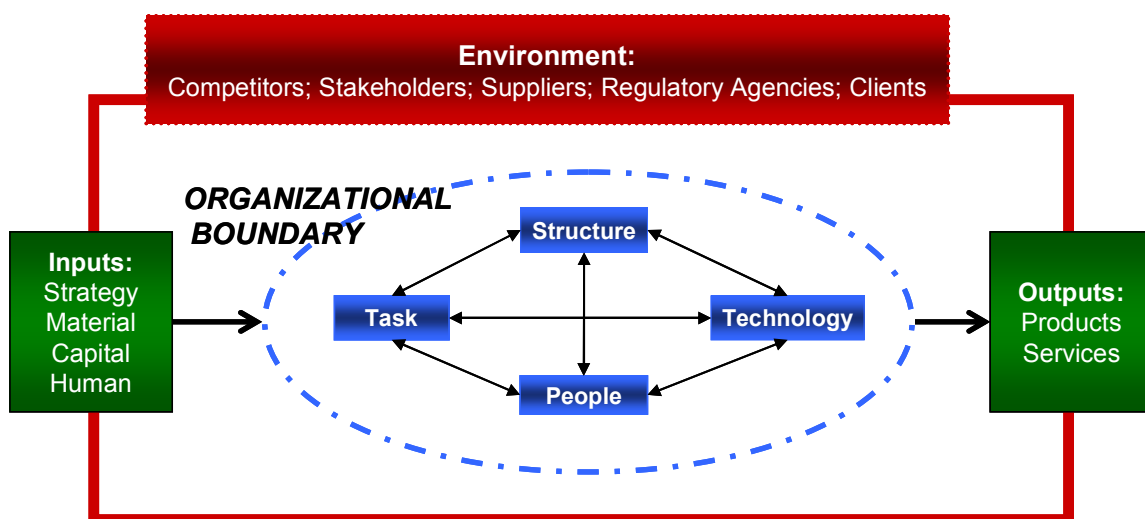 Environment:
Competitors; Stakeholders; Suppliers; Regulatory Agencies; Clients
ORGANIZATIONAL
BOUNDARY
Inputs:
Strategy
Material
Capital
Human
Structure
Task
Technology
People
Outputs:
Products
Services